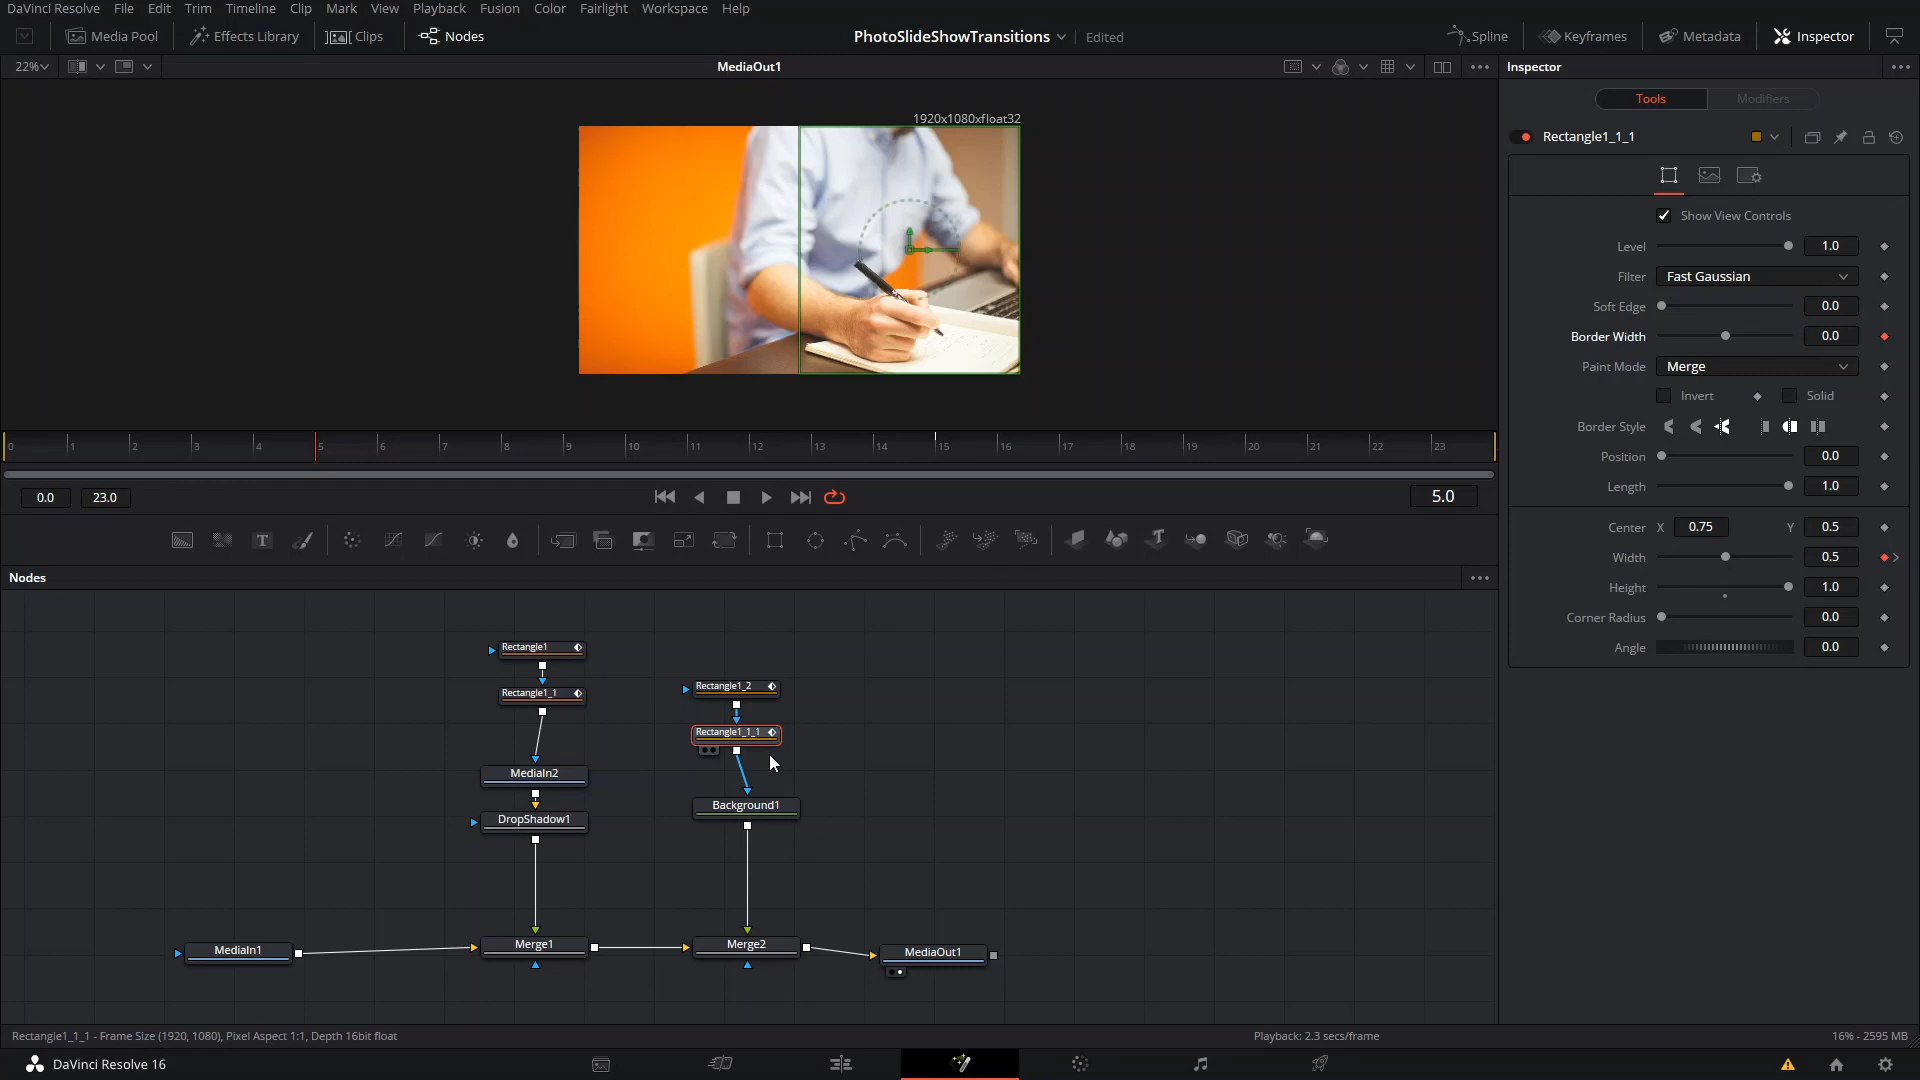 DaVinci Resolve File Edit Trim Timeline Clip Mark View Playback Fusion Color Fairlight Workspace Help
Media Pool Effects Library Clips Nodes PhotoSlideShowTransitions Edited Spline Keyframes Metadata Inspector
22% MediaOut1 Inspector
Tools Modifiers
1920x1080xfloat32
Rectangle1_1_1
Show View Controls
Level 1.0
Filter Fast Gaussian
Soft Edge 0.0
Border Width 0.0
Paint Mode Merge
Invert Solid
Border Style
Position 0.0
Length 1.0
Center X 0.75 Y 0.5
Width 0.5
Height 1.0
Corner Radius 0.0
Angle 0.0
0 1 2 3 4 5 6 7 8 9 10 11 12 13 14 15 16 17 18 19 20 21 22 23
0.0 23.0 5.0
T T
Nodes
Rectangle1
Rectangle1_1
MediaIn2
DropShadow1
Rectangle1_2
Rectangle1_1_1
Background1
MediaIn1 Merge1 Merge2 MediaOut1
Rectangle1_1_1 - Frame Size (1920, 1080), Pixel Aspect 1:1, Depth 16bit float Playback: 2.3 secs/frame 16% - 2595 MB
DaVinci Resolve 16